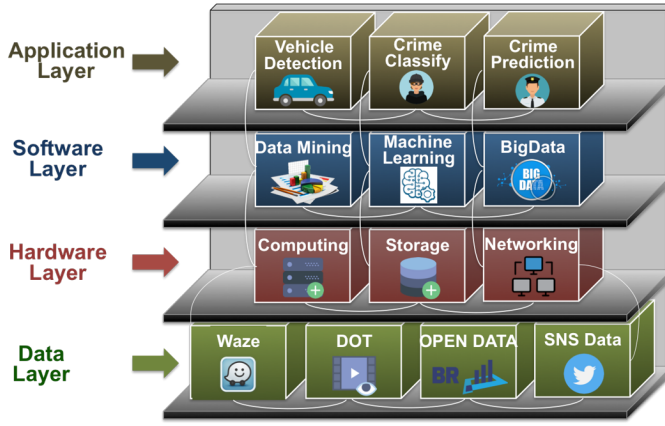 Application
Layer
Vehicle
Detection
Crime
Classify
Crime
Prediction
Software
Layer
Data Mining
Machine
Learning
BigData
BIG
DATA
Hardware
Layer
Computing
Storage
Networking
Data
Layer
Waze
DOT
OPEN DATA
BR
SNS Data